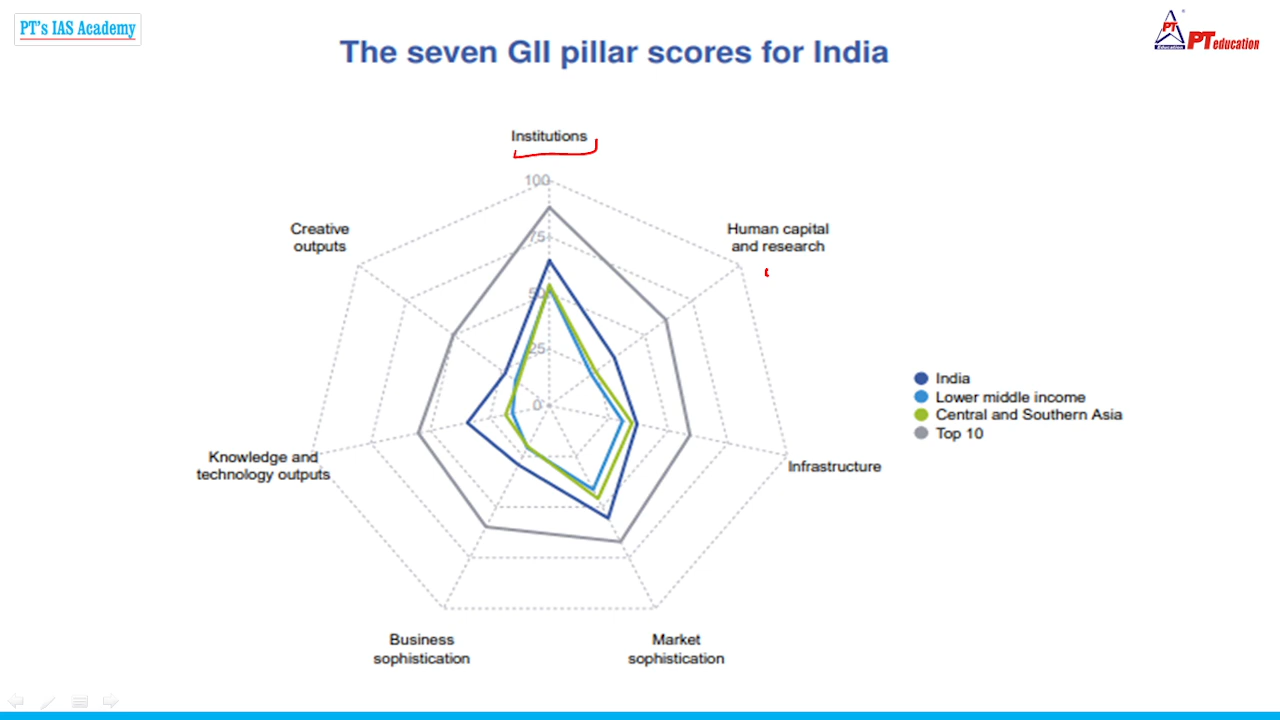 PT's IAS Academy
PT
Education
PT education
The seven GII pillar scores for India
Institutions
100
75
50
25
0
Creative
outputs
Human capital
and research
India
Lower middle income
Central and Southern Asia
Top 10
Knowledge and
technology outputs
Infrastructure
Business
sophistication
Market
sophistication